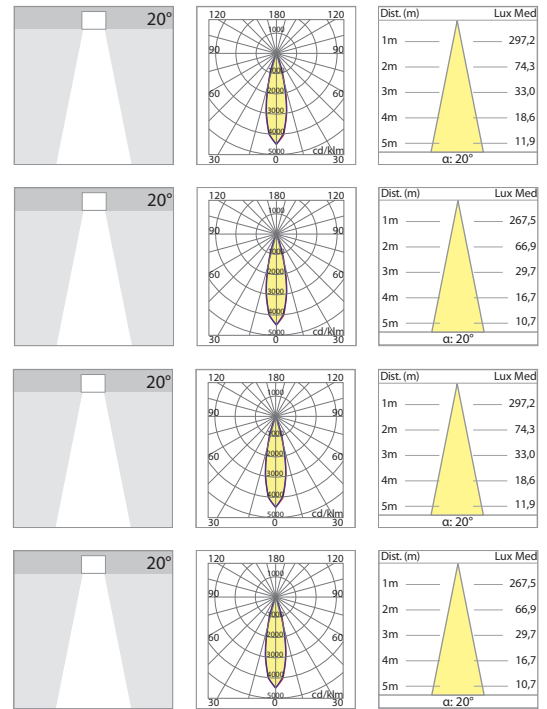 20°
120 180 120
1000
90 90
1000
2000
60 60
3000
4000
5000 cd/klm
30 0 30
Dist. (m) Lux Med
1m 297,2
2m 74,3
3m 33,0
4m 18,6
5m 11,9
α: 20°
20°
120 180 120
1000
90 90
1000
2000
60 60
3000
4000
5000 cd/klm
30 0 30
Dist. (m) Lux Med
1m 267,5
2m 66,9
3m 29,7
4m 16,7
5m 10,7
α: 20°
20°
120 180 120
1000
90 90
1000
2000
60 60
3000
4000
5000 cd/klm
30 0 30
Dist. (m) Lux Med
1m 297,2
2m 74,3
3m 33,0
4m 18,6
5m 11,9
α: 20°
20°
120 180 120
1000
90 90
1000
2000
60 60
3000
4000
5000 cd/klm
30 0 30
Dist. (m) Lux Med
1m 267,5
2m 66,9
3m 29,7
4m 16,7
5m 10,7
α: 20°